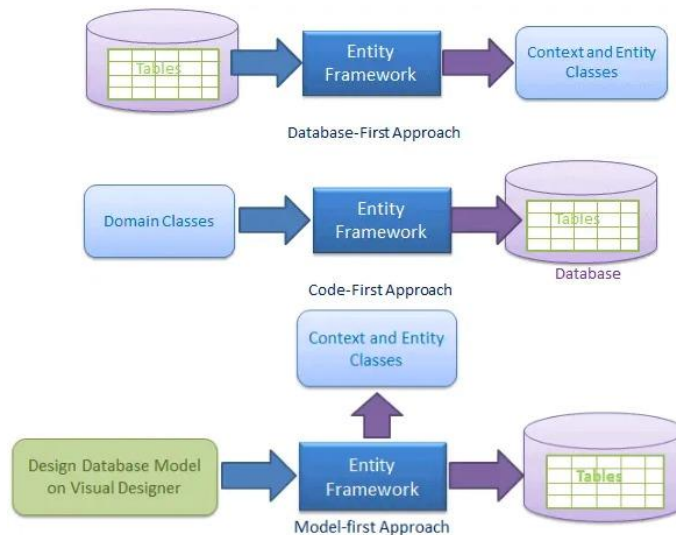 Tables
Entity
Framework
Context and Entity
Classes
Database-First Approach
Domain Classes
Entity
Framework
Tables
Database
Code-First Approach
Context and Entity
Classes
Design Database Model
on Visual Designer
Entity
Framework
Tables
Model-first Approach